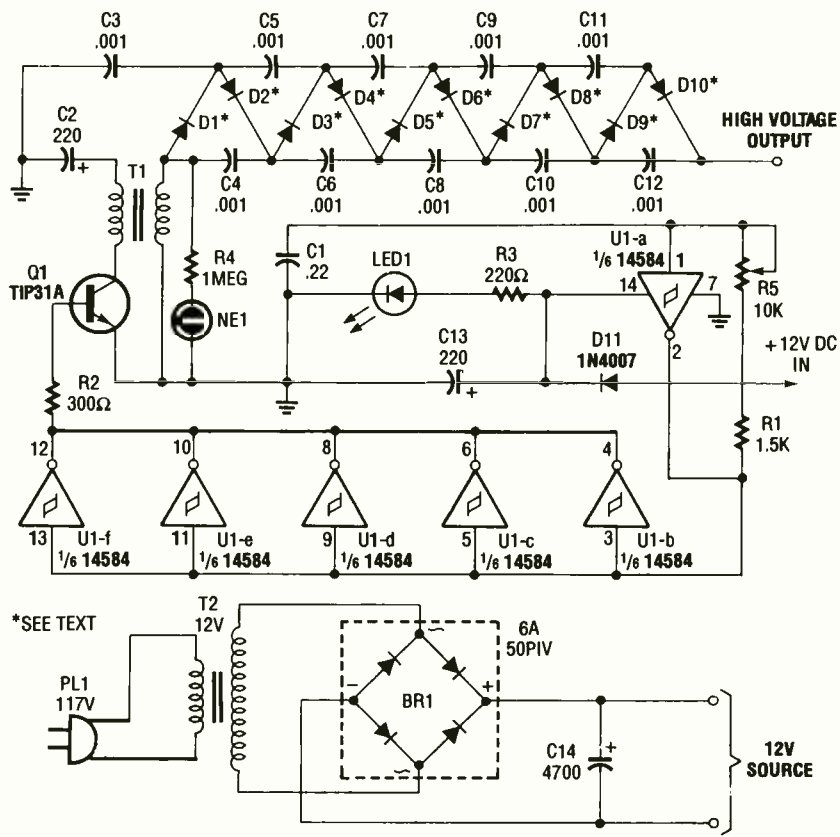 C3
.001
C5
.001
C7
.001
C9
.001
C11
.001
D1*
D2*
D3*
D4*
D5*
D6*
D7*
D8*
D9*
D10*
HIGH VOLTAGE
OUTPUT
C2
220
+
T1
C4
.001
C6
.001
C8
.001
C10
.001
C12
.001
Q1
TIP31A
R4
1MEG
NE1
C1
.22
LED1
R3
220Ω
U1-a
1/6 14584
1
14
7
2
R5
10K
C13
220
+
D11
1N4007
+12V DC
IN
R2
300Ω
R1
1.5K
12
10
8
6
4
13
U1-f
1/6 14584
11
U1-e
1/6 14584
9
U1-d
1/6 14584
5
U1-c
1/6 14584
3
U1-b
1/6 14584
*SEE TEXT
T2
12V
PL1
117V
6A
50PIV
~
−
BR1
+
~
C14
4700
+
12V
SOURCE